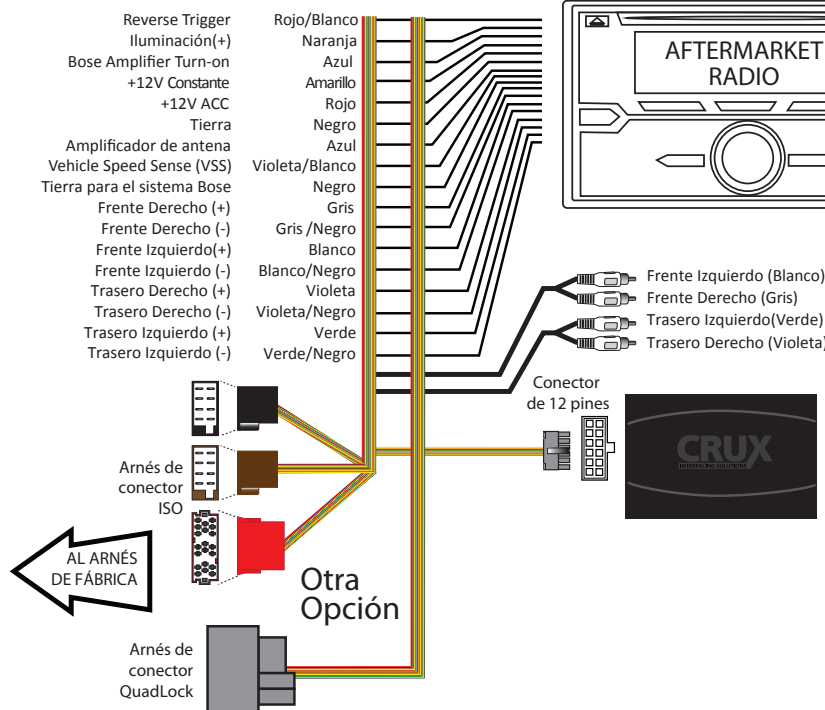 Reverse Trigger Rojo/Blanco
Iluminación(+) Naranja
Bose Amplifier Turn-on Azul
+12V Constante Amarillo
+12V ACC Rojo
Tierra Negro
Amplificador de antena Azul
Vehicle Speed Sense (VSS) Violeta/Blanco
Tierra para el sistema Bose Negro
Frente Derecho (+) Gris
Frente Derecho (-) Gris /Negro
Frente Izquierdo(+) Blanco
Frente Izquierdo (-) Blanco/Negro
Trasero Derecho (+) Violeta
Trasero Derecho (-) Violeta/Negro
Trasero Izquierdo (+) Verde
Trasero Izquierdo (-) Verde/Negro
AFTERMARKET
RADIO
Frente Izquierdo (Blanco)
Frente Derecho (Gris)
Trasero Izquierdo(Verde)
Trasero Derecho (Violeta)
Conector
de 12 pines
CRUX
INTERFACING SOLUTIONS
Arnés de
conector
ISO
AL ARNÉS
DE FÁBRICA
Otra
Opción
Arnés de
conector
QuadLock